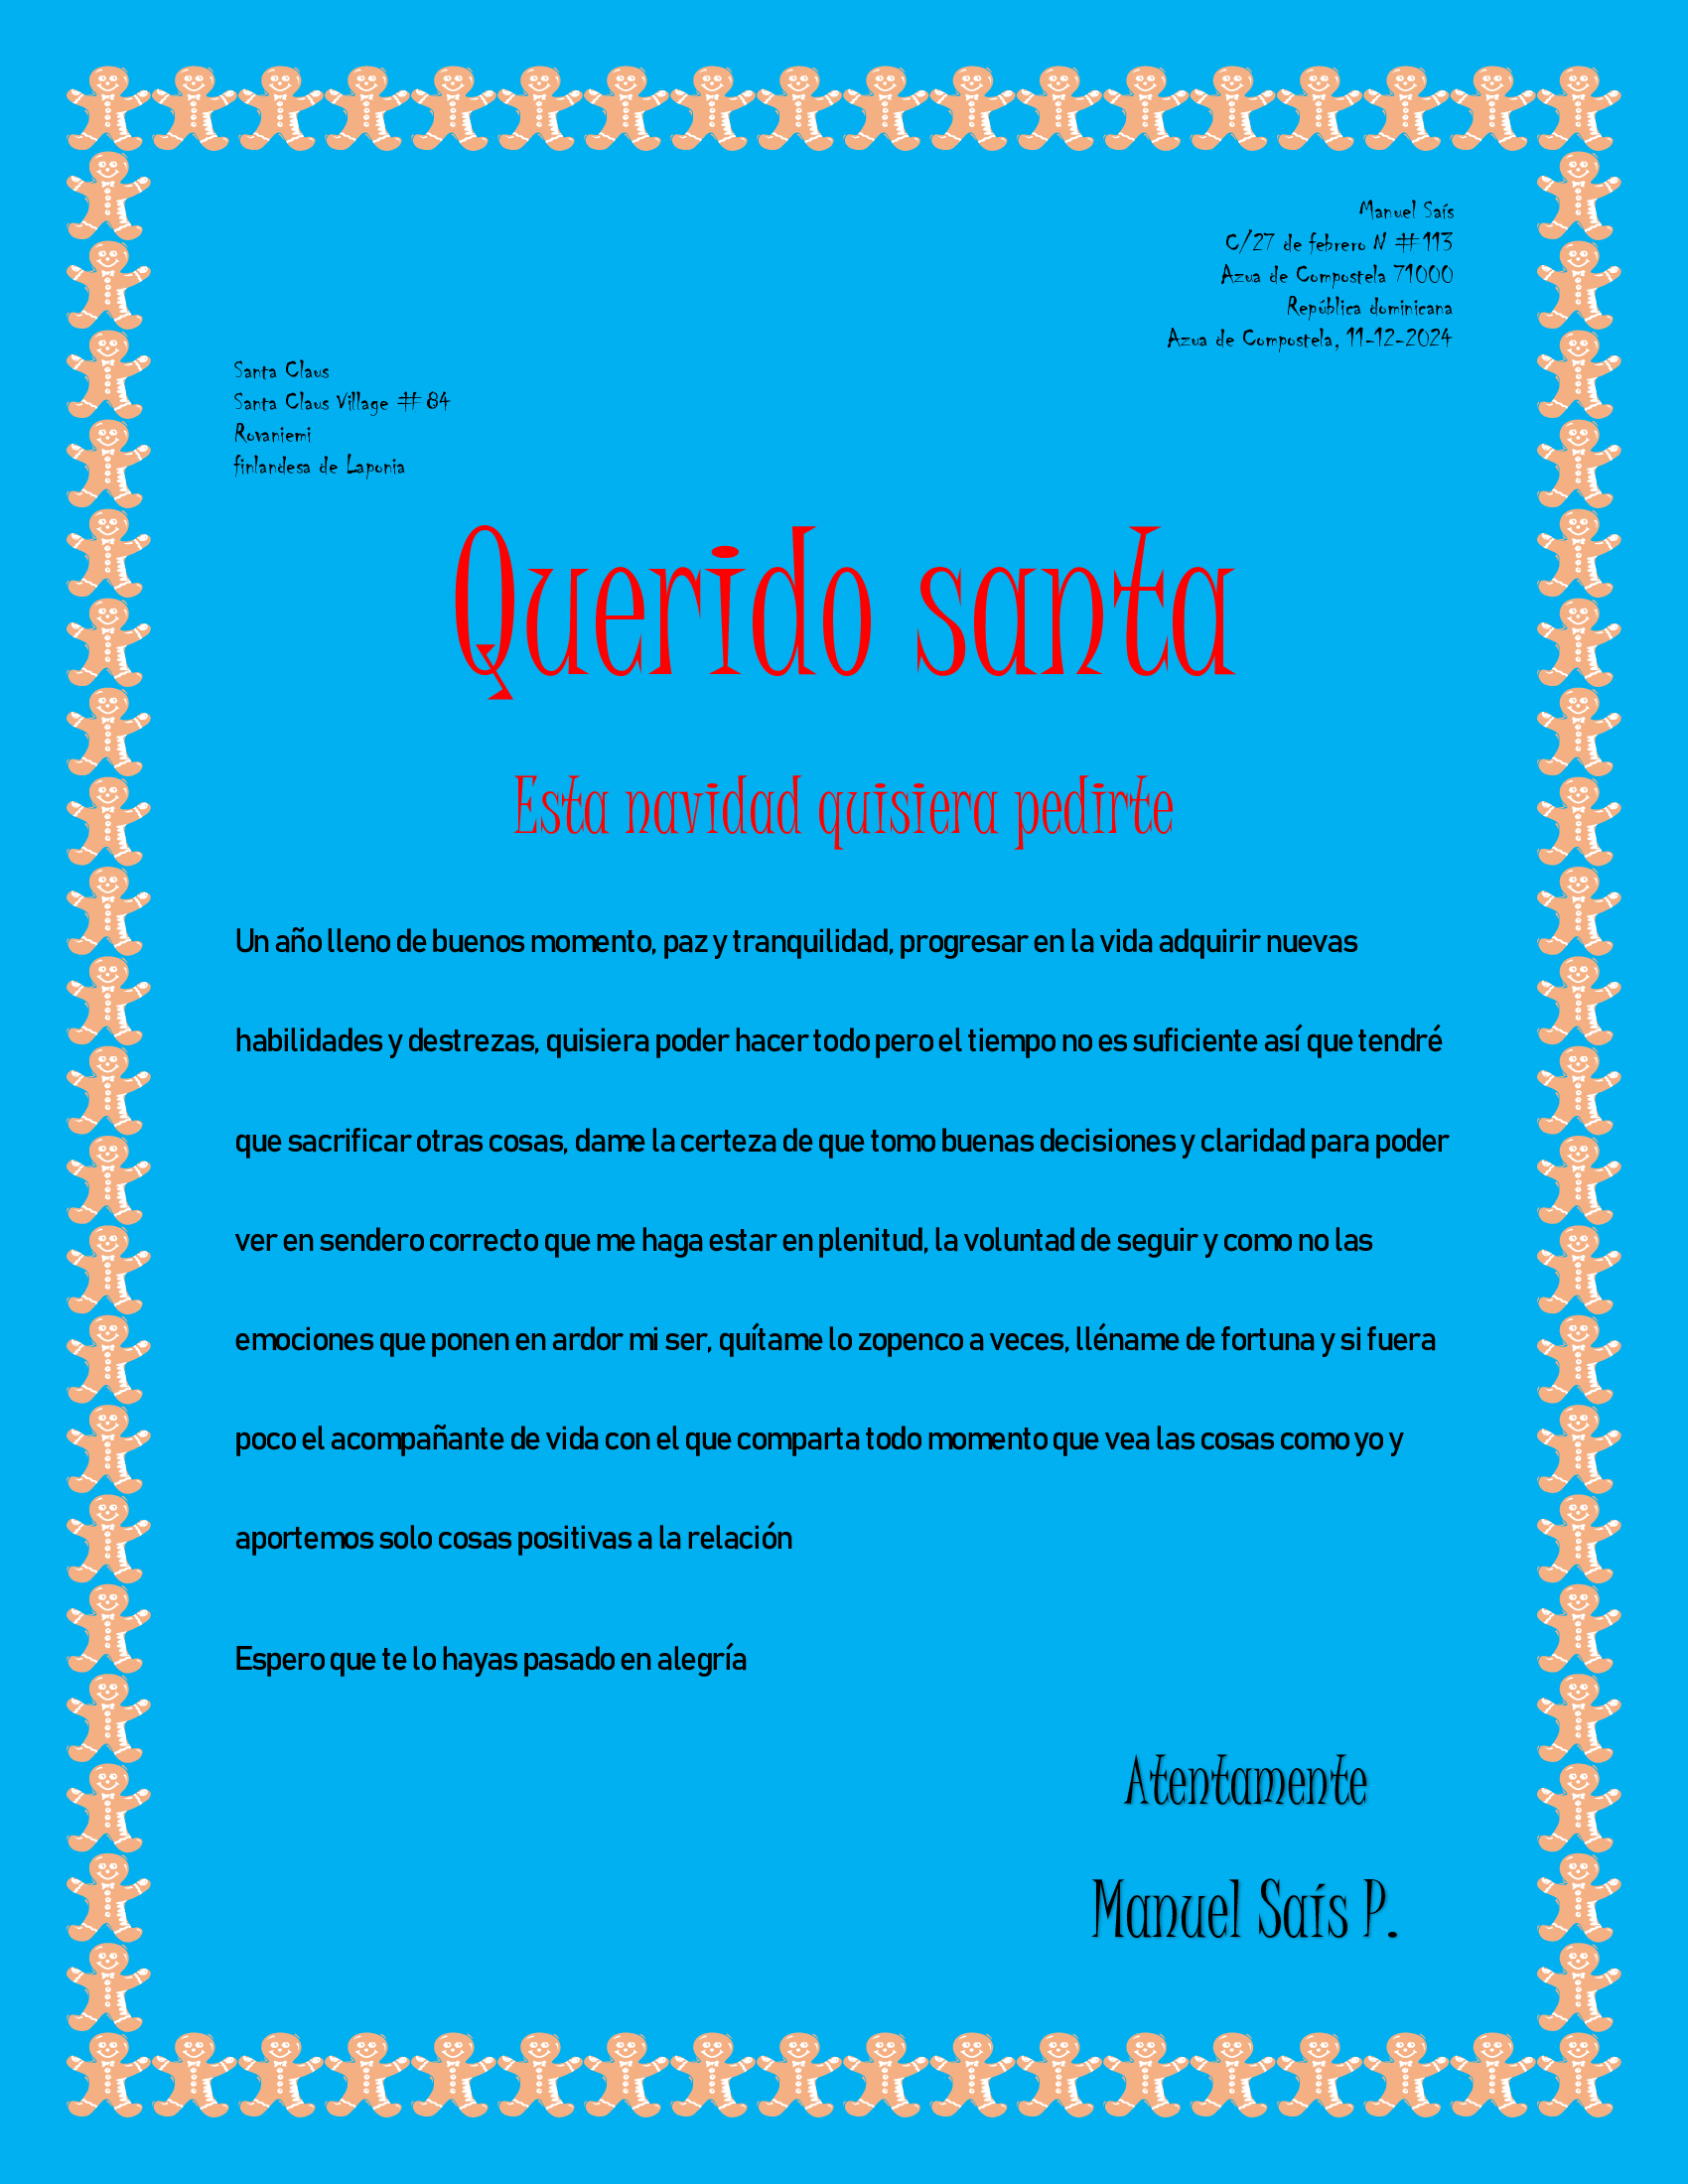 Manuel Saís
C/27 de febrero N #113
Azua de Compostela 71000
República dominicana
Azua de Compostela, 11-12-2024
Santa Claus
Santa Claus Village # 84
Rovaniemi
finlandesa de Laponia
Querido santa
Esta navidad quisiera pedirte
Un año lleno de buenos momento, paz y tranquilidad, progresar en la vida adquirir nuevas
habilidades y destrezas, quisiera poder hacer todo pero el tiempo no es suficiente así que tendré
que sacrificar otras cosas, dame la certeza de que tomo buenas decisiones y claridad para poder
ver en sendero correcto que me haga estar en plenitud, la voluntad de seguir y como no las
emociones que ponen en ardor mi ser, quítame lo zopenco a veces, lléname de fortuna y si fuera
poco el acompañante de vida con el que comparta todo momento que vea las cosas como yo y
aportemos solo cosas positivas a la relación
Espero que te lo hayas pasado en alegría
Atentamente
Manuel Saís P.